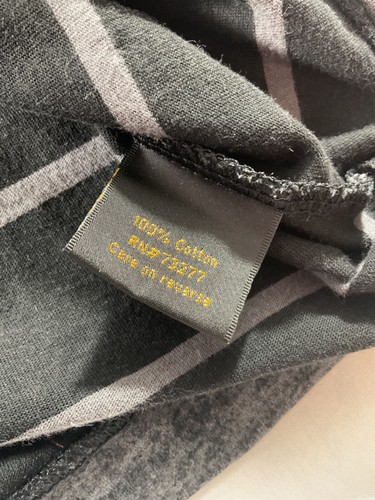 100% Cotton
RN#73277
Care on reverse